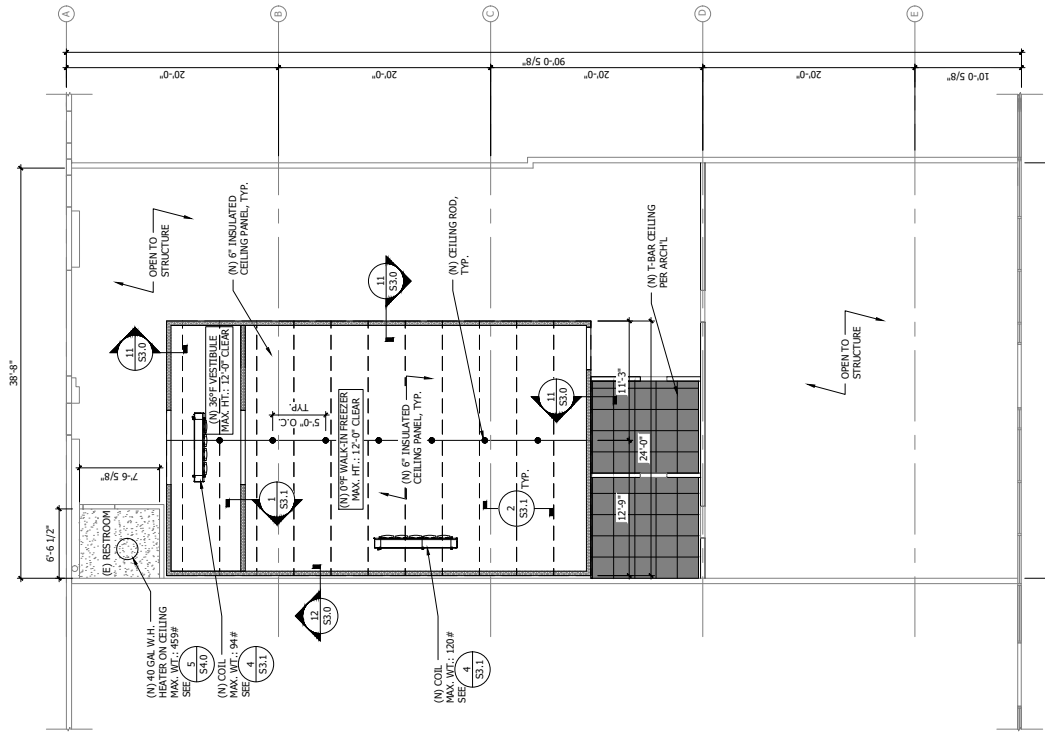 A
B
C
D
E
20'-0"
20'-0"
20'-0"
20'-0"
10'-0 5/8"
90'-0 5/8"
38'-8"
6'-6 1/2"
7'-6 5/8"
(E) RESTROOM
OPEN TO
STRUCTURE
(N) 6" INSULATED
CEILING PANEL, TYP.
11
S3.0
11
S3.0
(N) CEILING ROD,
TYP.
(N) T-BAR CEILING
PER ARCH'L
(N) 36°F VESTIBULE
MAX. HT.: 12'-0" CLEAR
5'-0" O.C.
TYP.
(N) 0°F WALK-IN FREEZER
MAX. HT.: 12'-0" CLEAR
(N) 6" INSULATED
CEILING PANEL, TYP.
11
S3.0
1
S3.1
2
S3.1
TYP.
12
S3.0
11'-3"
24'-0"
12'-9"
OPEN TO
STRUCTURE
(N) 40 GAL W.H.
HEATER ON CEILING
MAX. WT.: 459#
SEE
5
S4.0
(N) COIL
MAX. WT.: 94#
SEE
4
S3.1
(N) COIL
MAX. WT.: 120#
SEE
4
S3.1